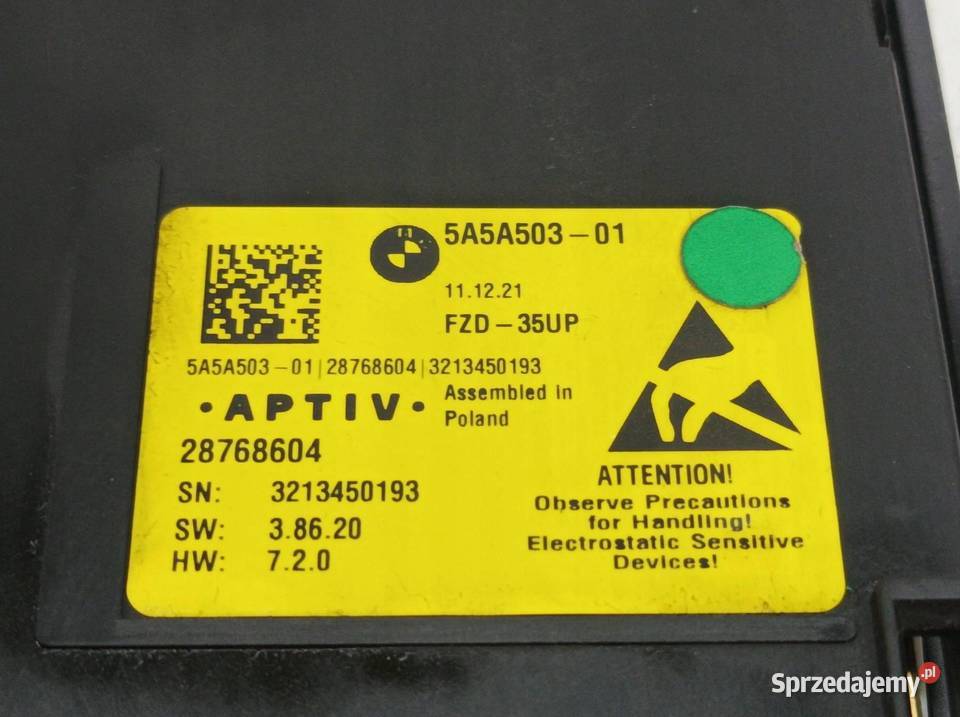 5A5A503-01
11.12.21
FZD-35UP
5A5A503-01|28768604|3213450193
·APTIV·
Assembled in
Poland
28768604
SN: 3213450193
SW: 3.86.20
HW: 7.2.0
ATTENTION!
Observe Precautions
for Handling!
Electrostatic Sensitive
Devices!
Sprzedajemy.pl